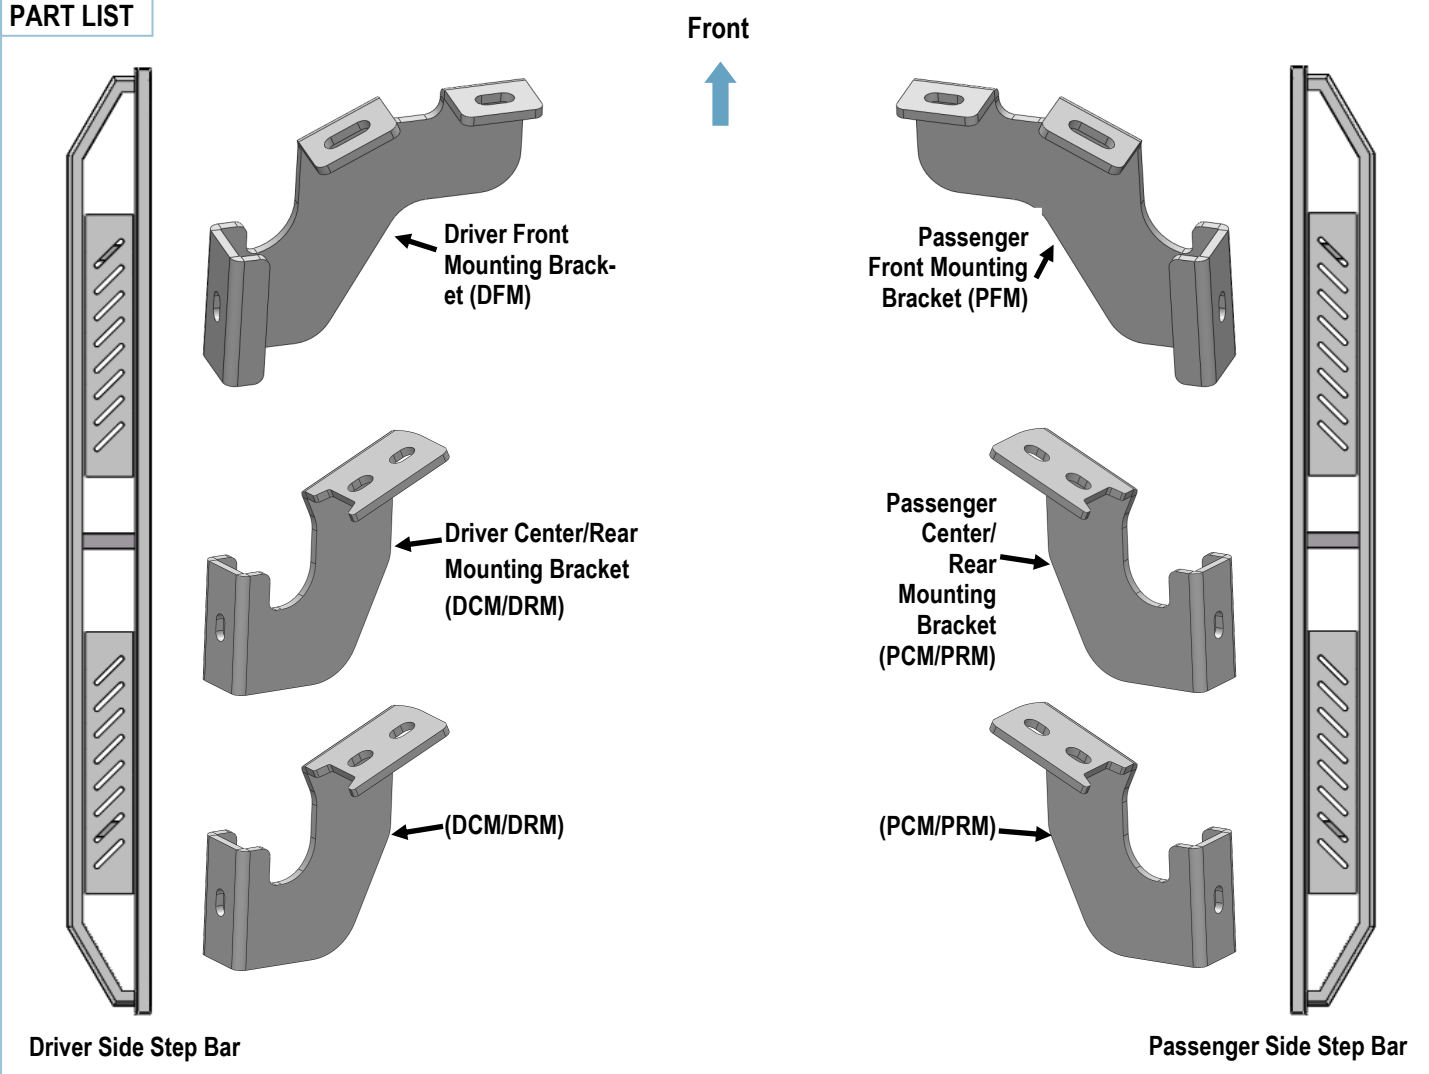 PART LIST
Front
Driver Front
Mounting Brack-
et (DFM)
Passenger
Front Mounting
Bracket (PFM)
Driver Center/Rear
Mounting Bracket
(DCM/DRM)
Passenger
Center/
Rear
Mounting
Bracket
(PCM/PRM)
(DCM/DRM)
(PCM/PRM)
Driver Side Step Bar
Passenger Side Step Bar